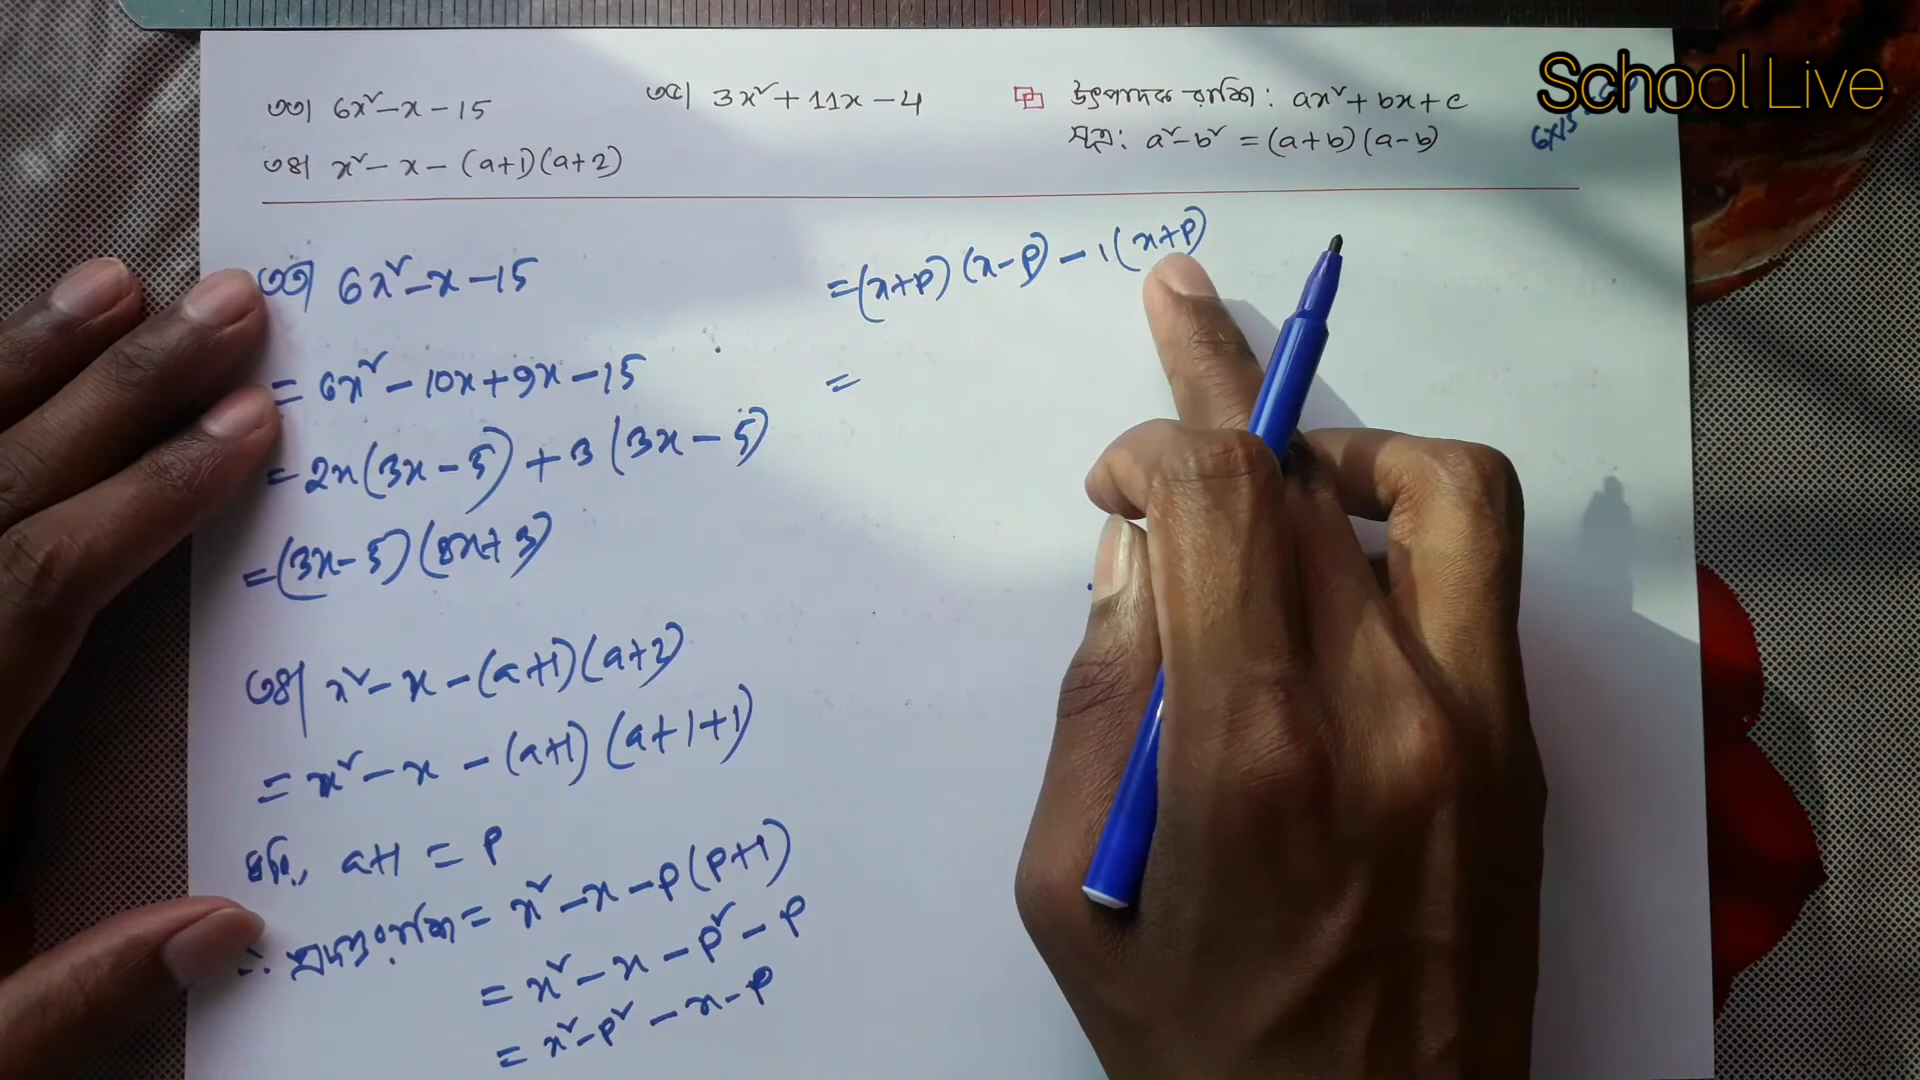 School Live
৩৩| 6x² - x - 15
৩৫| 3x² + 11x - 4
৩৪| x² - x - (a+1)(a+2)
উৎপাদক রাশি: ax² + bx + c
সূত্র: a² - b² = (a+b)(a-b)
6×15
৩৩| 6x² - x - 15
= 6x² - 10x + 9x - 15
= 2x(3x - 5) + 3(3x - 5)
= (3x - 5)(2x + 3)
৩৪| x² - x - (a+1)(a+2)
= x² - x - (a+1)(a+1+1)
ধরি, a+1 = p
∴ প্রদত্ত রাশি = x² - x - p(p+1)
= x² - x - p² - p
= x² - p² - x - p
= (x+p)(x-p) - 1(x+p)
=